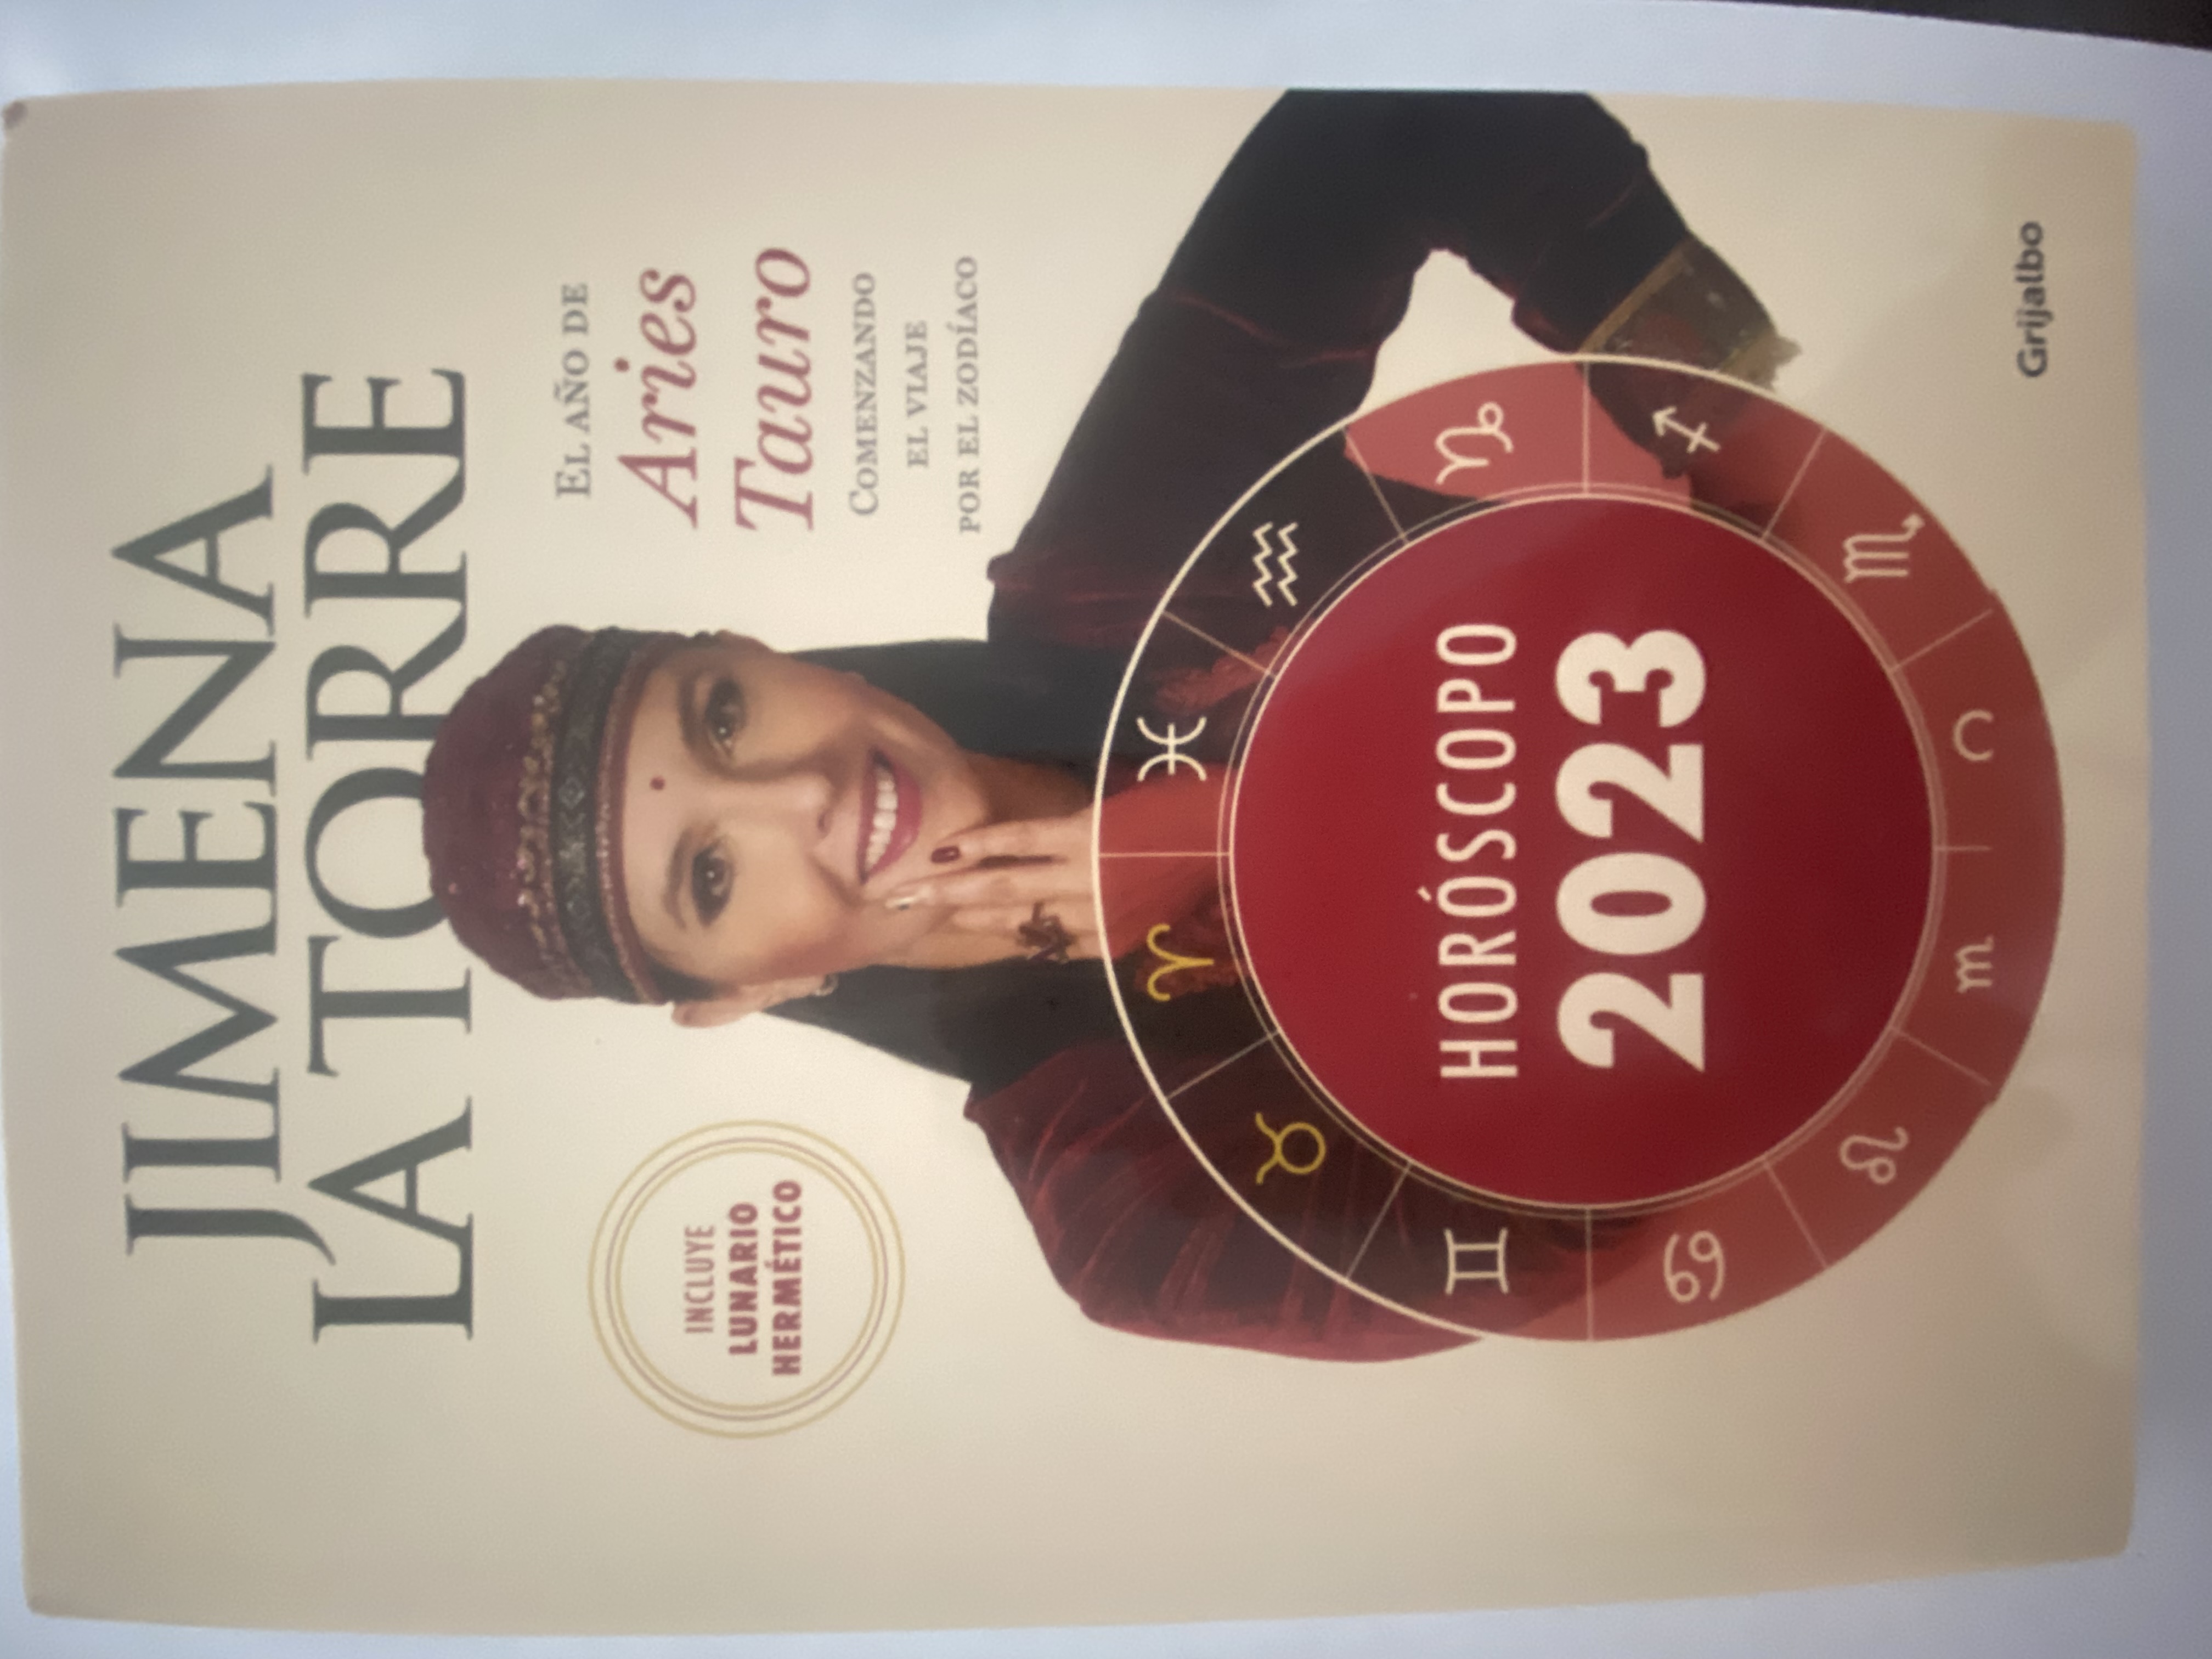 JIMENA
LA TORRE
INCLUYE
LUNARIO
HERMÉTICO
EL AÑO DE
Aries
Tauro
COMENZANDO
EL VIAJE
POR EL ZODÍACO
HORÓSCOPO
2023
Grijalbo